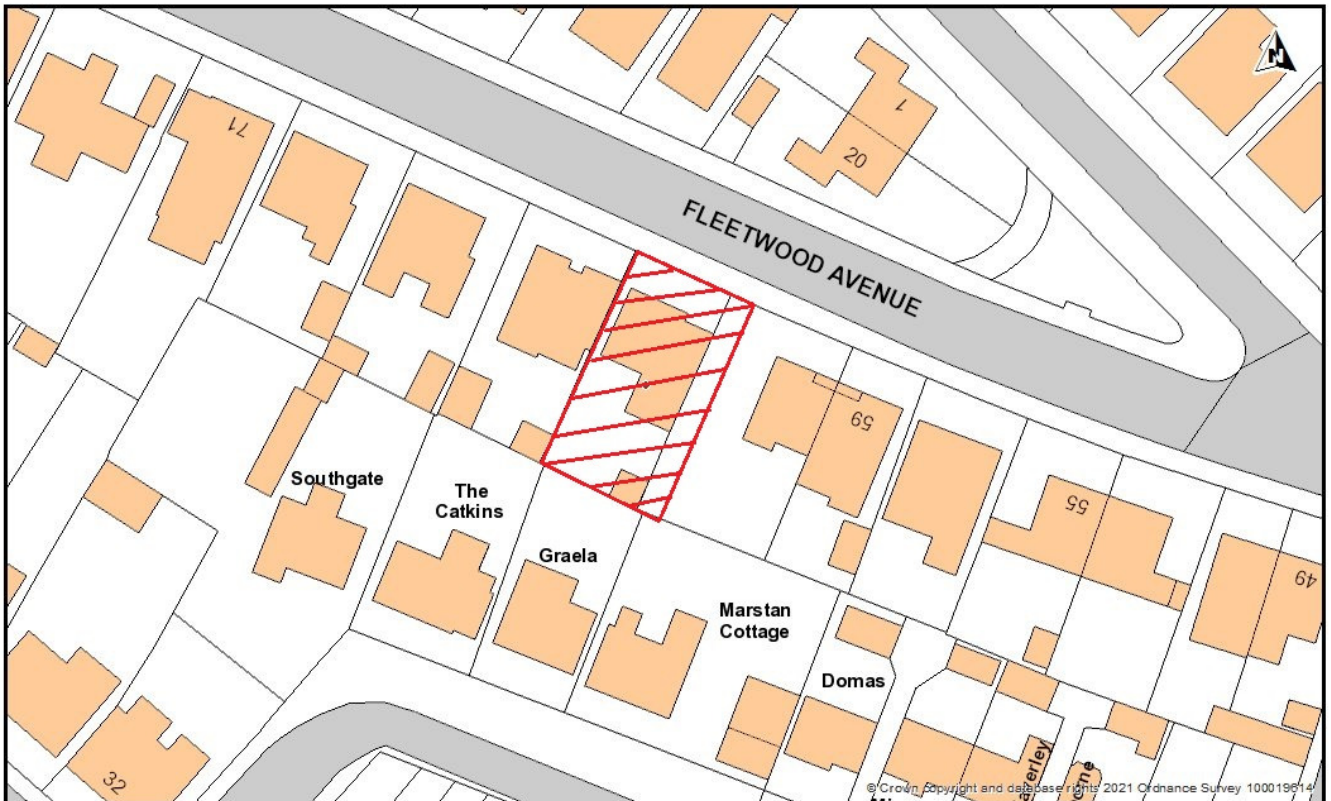 N
71
1
20
FLEETWOOD AVENUE
59
Southgate
The
Catkins
55
Graela
49
Marstan
Cottage
Domas
32
© Crown copyright and database rights 2021 Ordnance Survey 100019614